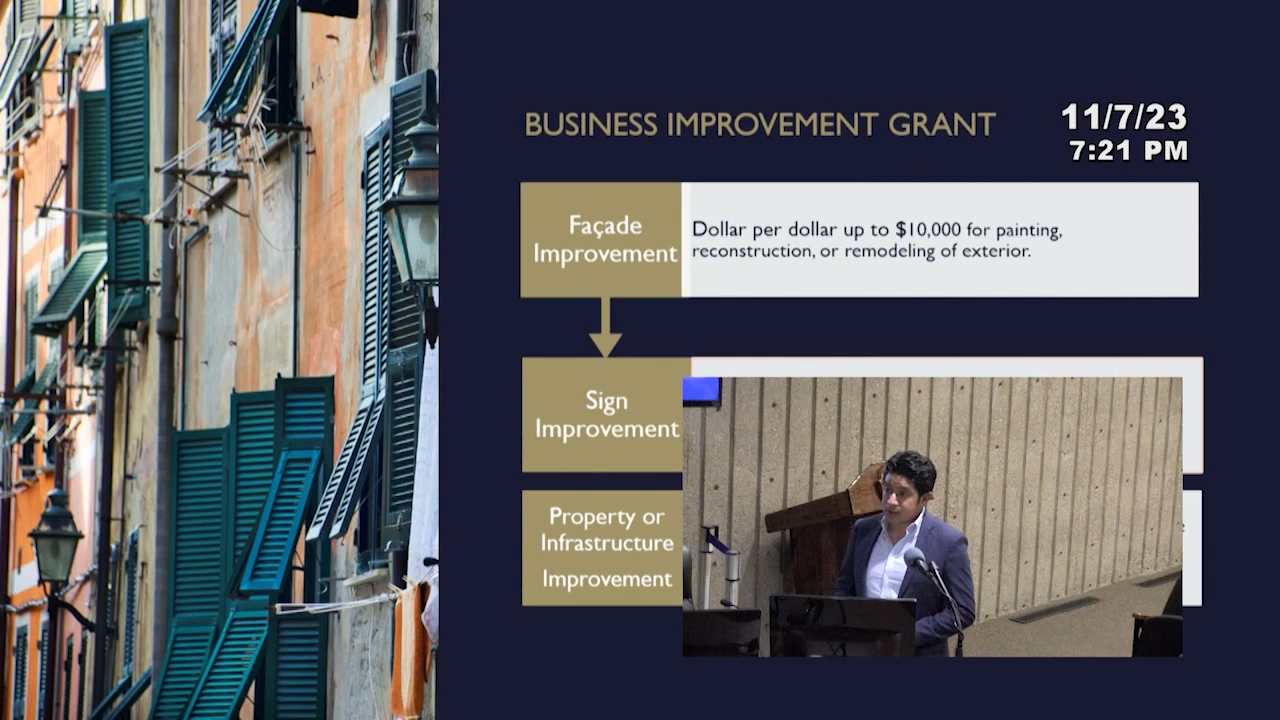 BUSINESS IMPROVEMENT GRANT
11/7/23
7:21 PM
Façade
Improvement
Dollar per dollar up to $10,000 for painting,
reconstruction, or remodeling of exterior.
Sign
Improvement
Property or
Infrastructure
Improvement